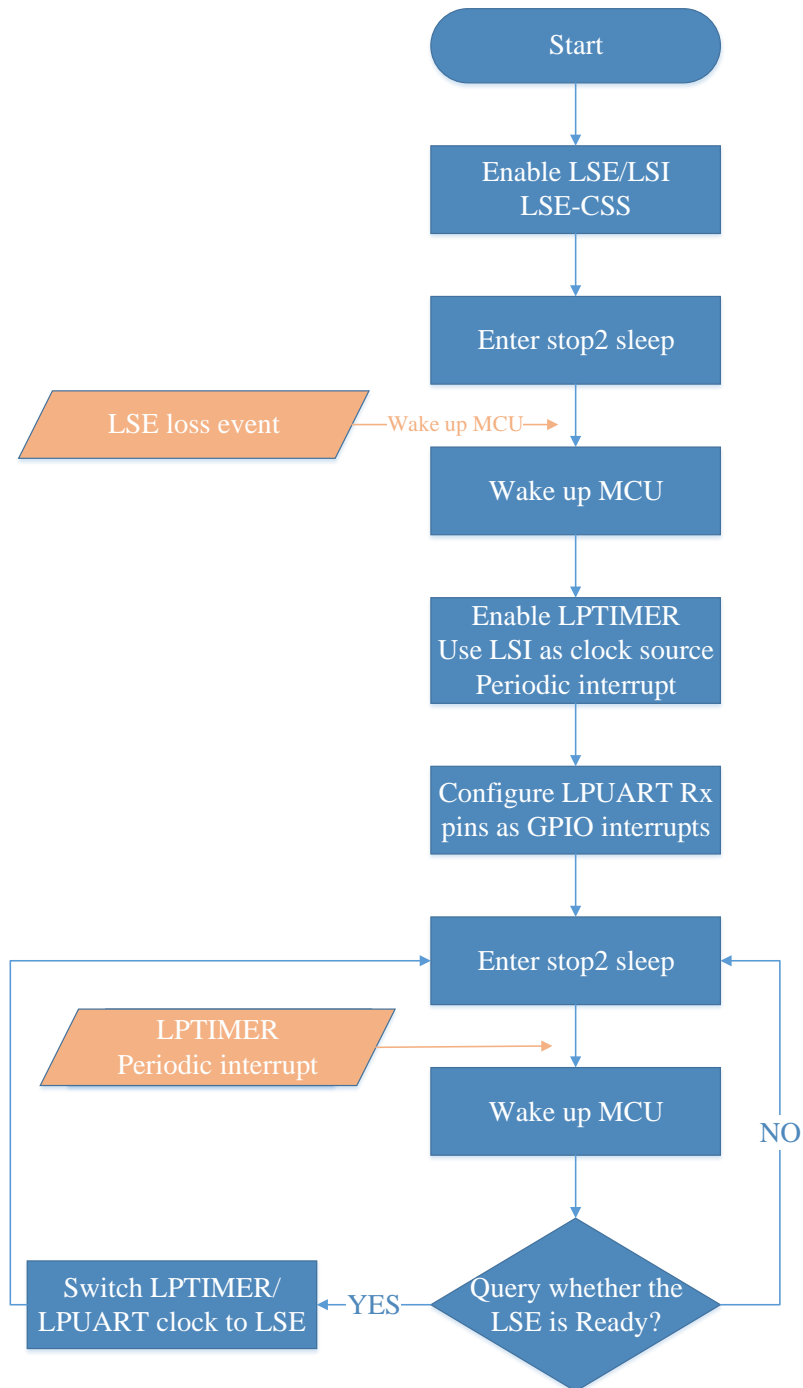 Start
Enable LSE/LSI
LSE-CSS
Enter stop2 sleep
LSE loss event
Wake up MCU
Wake up MCU
Enable LPTIMER
Use LSI as clock source
Periodic interrupt
Configure LPUART Rx
pins as GPIO interrupts
Enter stop2 sleep
LPTIMER
Periodic interrupt
Wake up MCU
NO
Query whether the
LSE is Ready?
YES
Switch LPTIMER/
LPUART clock to LSE